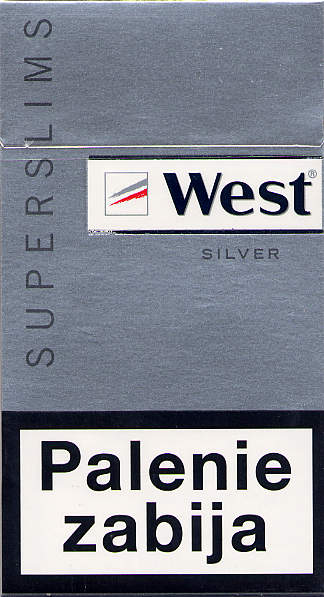 SUPERSLIMS
West®
SILVER
Palenie
zabija